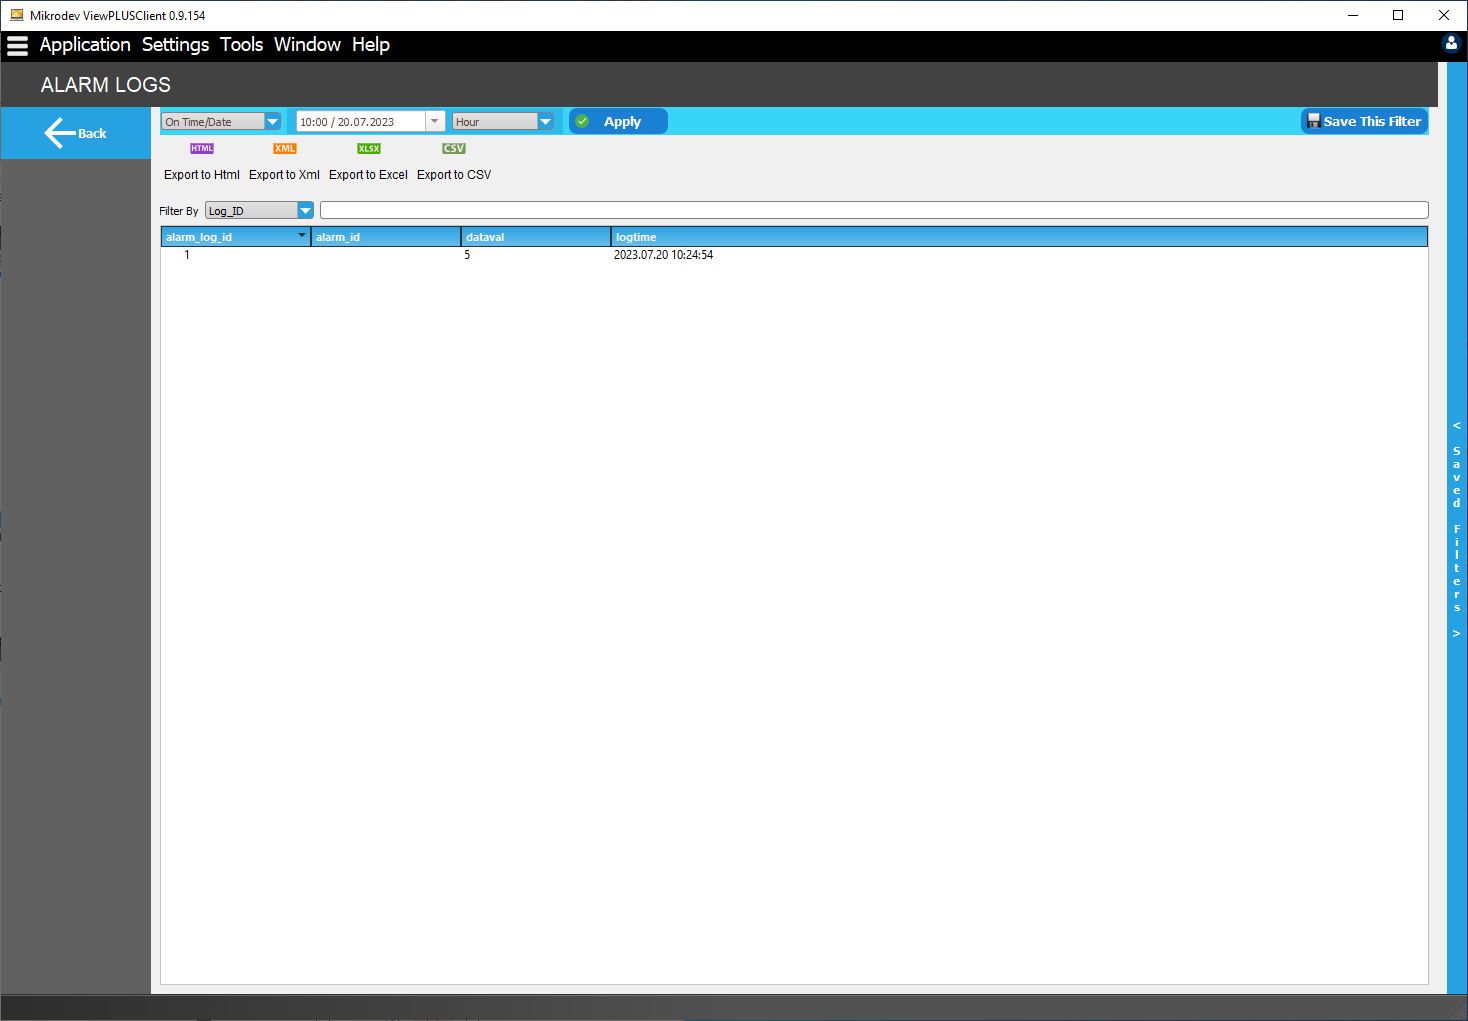 Mikrodev ViewPLUSClient 0.9.154
Application Settings Tools Window Help
ALARM LOGS
Back
On Time/Date 10:00 / 20.07.2023 Hour Apply Save This Filter
HTML XML XLSX CSV
Export to Html Export to Xml Export to Excel Export to CSV
Filter By Log_ID
alarm_log_id alarm_id dataval logtime
1 5 2023.07.20 10:24:54
< Saved Filters >